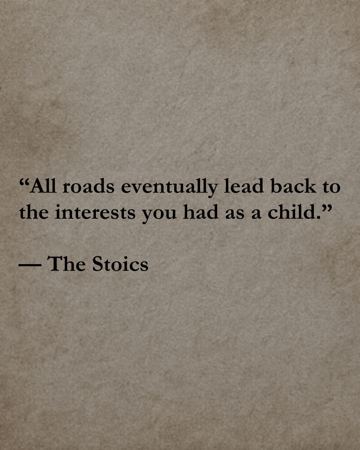 “All roads eventually lead back to
the interests you had as a child.”
— The Stoics